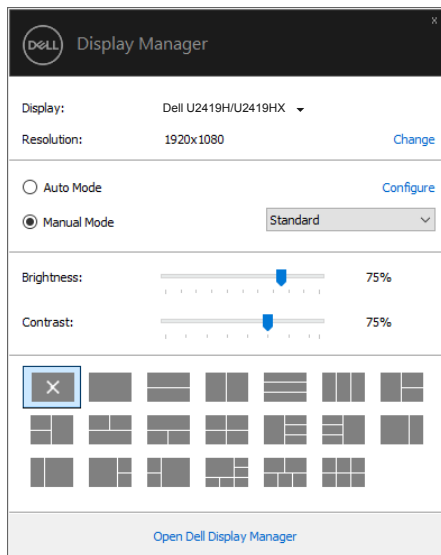 x
DELL Display Manager
Display: Dell U2419H/U2419HX
Resolution: 1920x1080 Change
Auto Mode Configure
Manual Mode Standard
Brightness: 75%
Contrast: 75%
Open Dell Display Manager